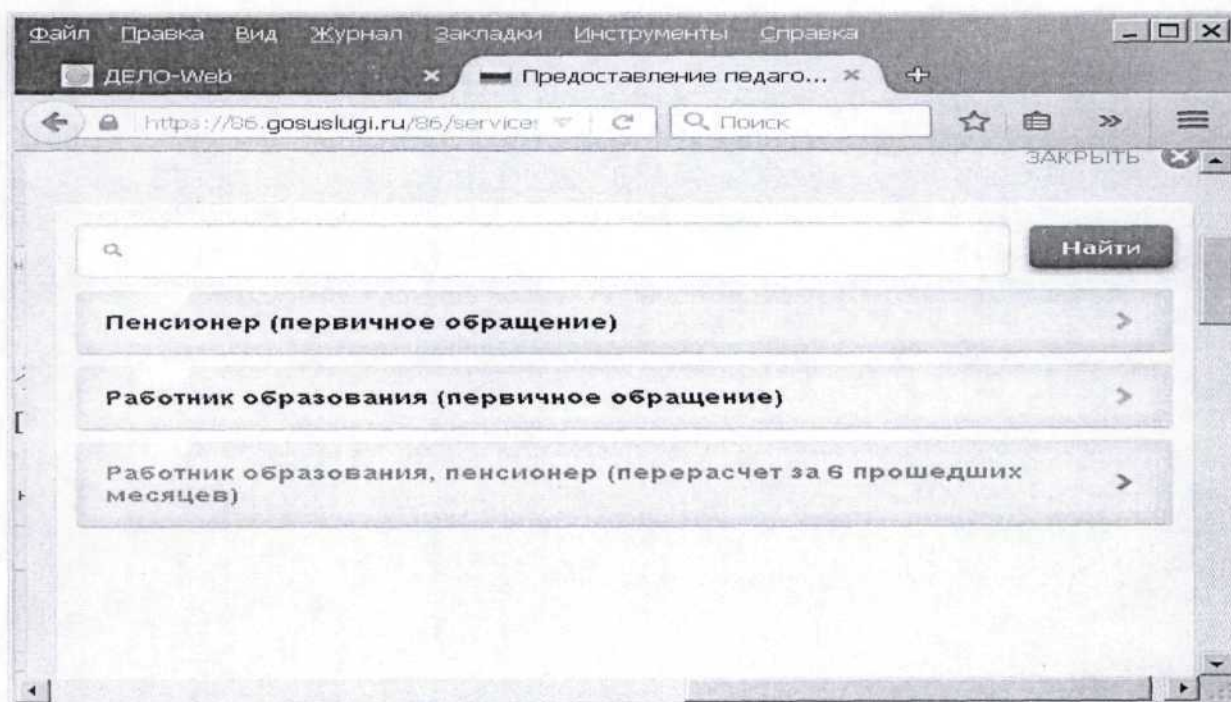 Файл Правка Вид Журнал Закладки Инструменты Справка
ДЕЛО-Web
Предоставление педаго...
https://86.gosuslugi.ru/86/service
Поиск
ЗАКРЫТЬ
Найти
Пенсионер (первичное обращение)
Работник образования (первичное обращение)
Работник образования, пенсионер (перерасчет за 6 прошедших
месяцев)